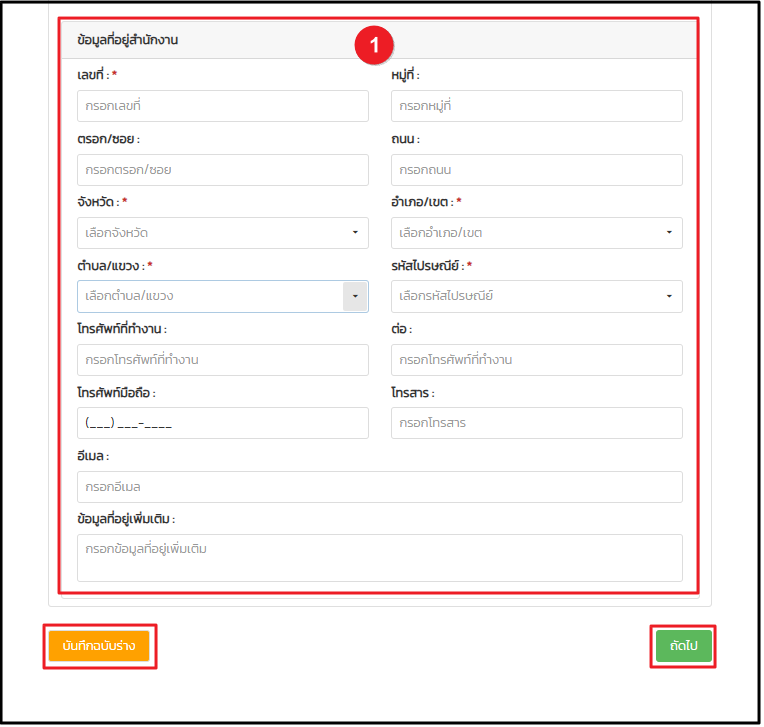 ข้อมูลที่อยู่สำนักงาน
1
เลขที่ : * หมู่ที่ :
กรอกเลขที่ กรอกหมู่ที่
ตรอก/ซอย : ถนน :
กรอกตรอก/ซอย กรอกถนน
จังหวัด : * อำเภอ/เขต : *
เลือกจังหวัด เลือกอำเภอ/เขต
ตำบล/แขวง : * รหัสไปรษณีย์ : *
เลือกตำบล/แขวง เลือกรหัสไปรษณีย์
โทรศัพท์ที่ทำงาน : ต่อ :
กรอกโทรศัพท์ที่ทำงาน กรอกโทรศัพท์ที่ทำงาน
โทรศัพท์มือถือ : โทรสาร :
(___) ___-____ กรอกโทรสาร
อีเมล :
กรอกอีเมล
ข้อมูลที่อยู่เพิ่มเติม :
กรอกข้อมูลที่อยู่เพิ่มเติม
บันทึกฉบับร่าง ถัดไป